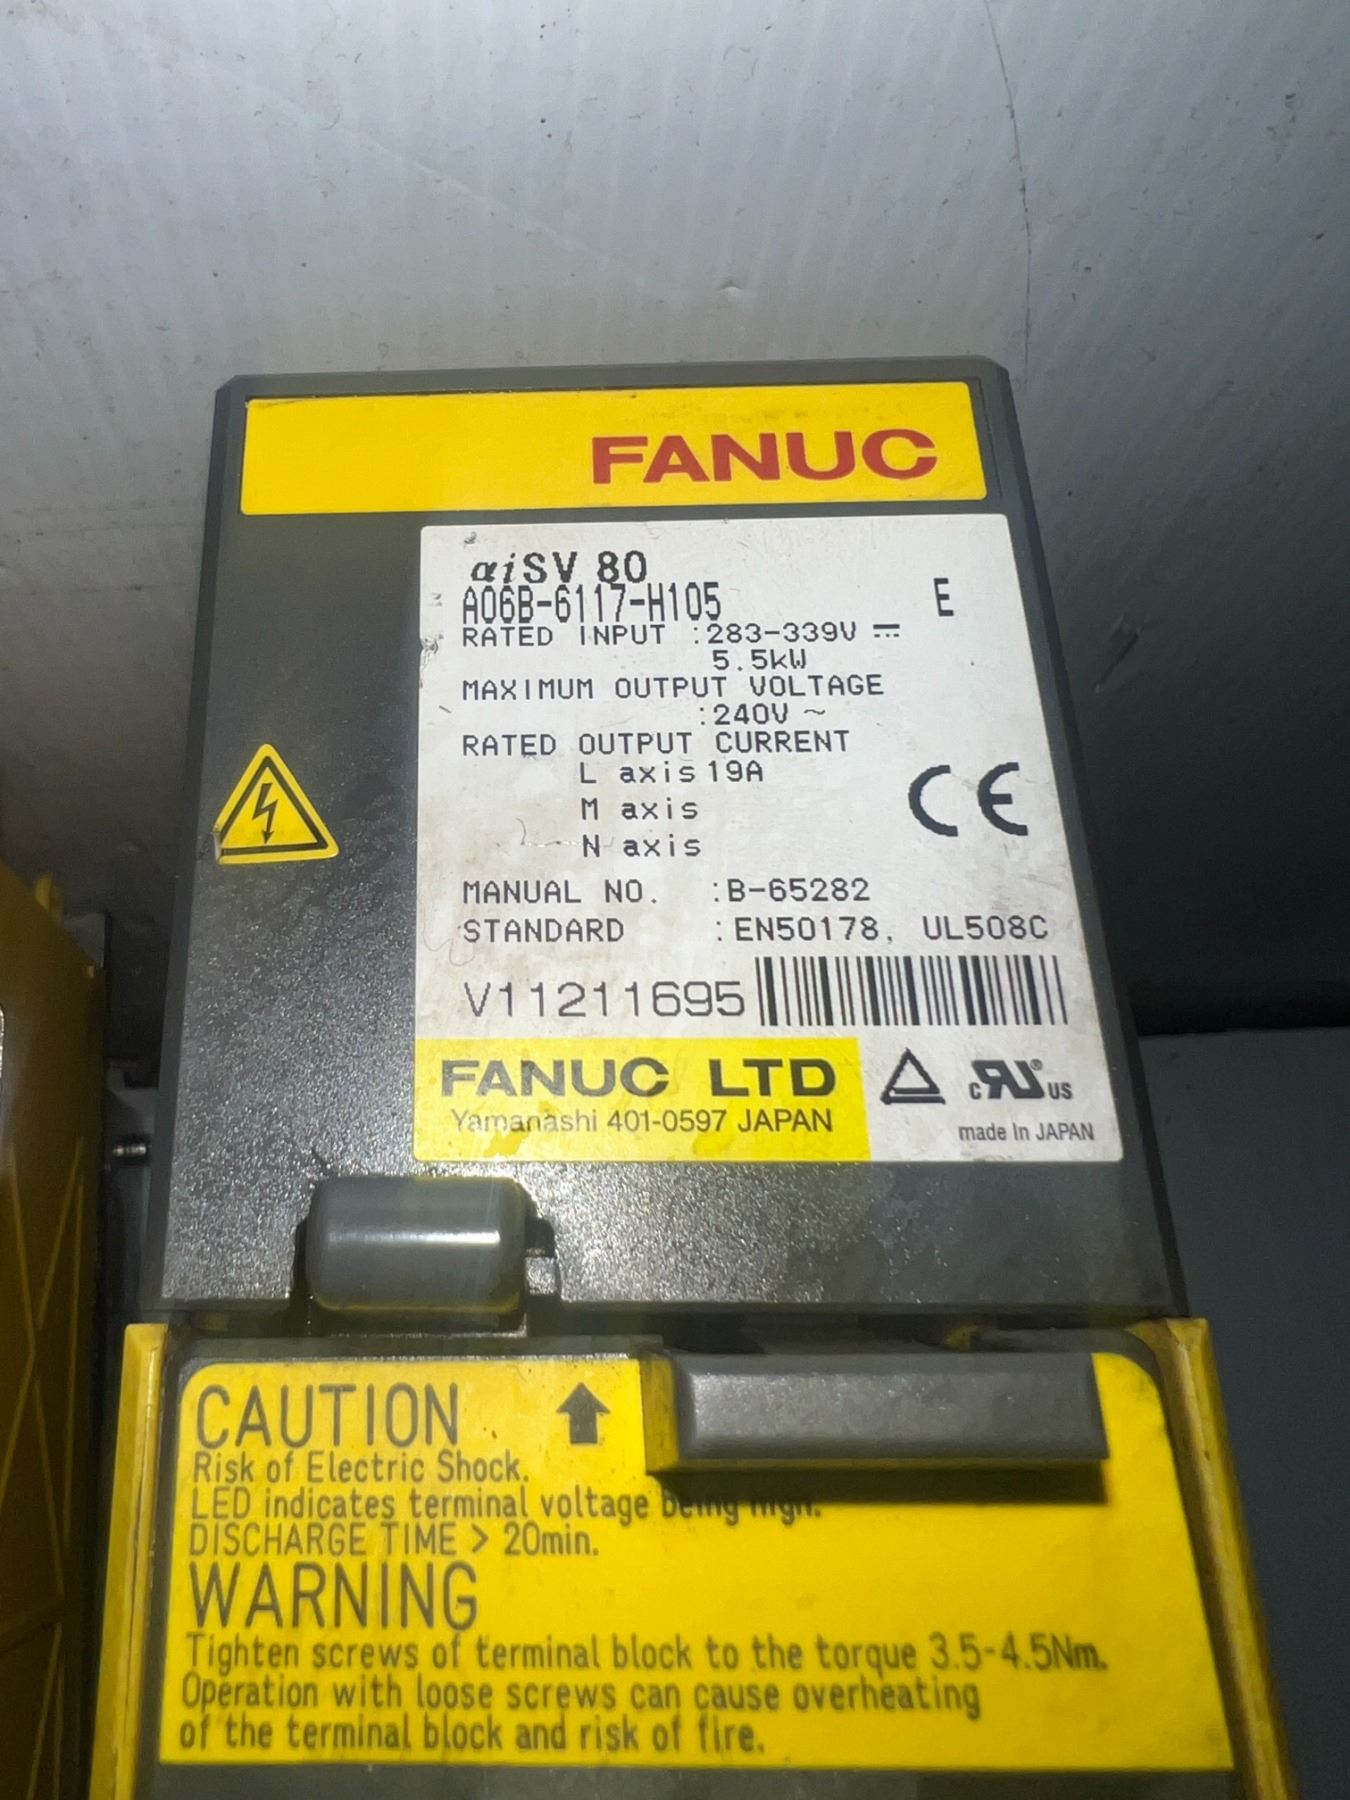 FANUC
αiSV 80
A06B-6117-H105 E
RATED INPUT :283-339V ⎓
5.5kW
MAXIMUM OUTPUT VOLTAGE
:240V ~
RATED OUTPUT CURRENT
L axis 19A
M axis
N axis
CE
MANUAL NO. :B-65282
STANDARD :EN50178, UL508C
V11211695
FANUC LTD
Yamanashi 401-0597 JAPAN
c RU® US
made In JAPAN
CAUTION
Risk of Electric Shock.
LED indicates terminal voltage being high.
DISCHARGE TIME > 20min.
WARNING
Tighten screws of terminal block to the torque 3.5-4.5Nm.
Operation with loose screws can cause overheating
of the terminal block and risk of fire.